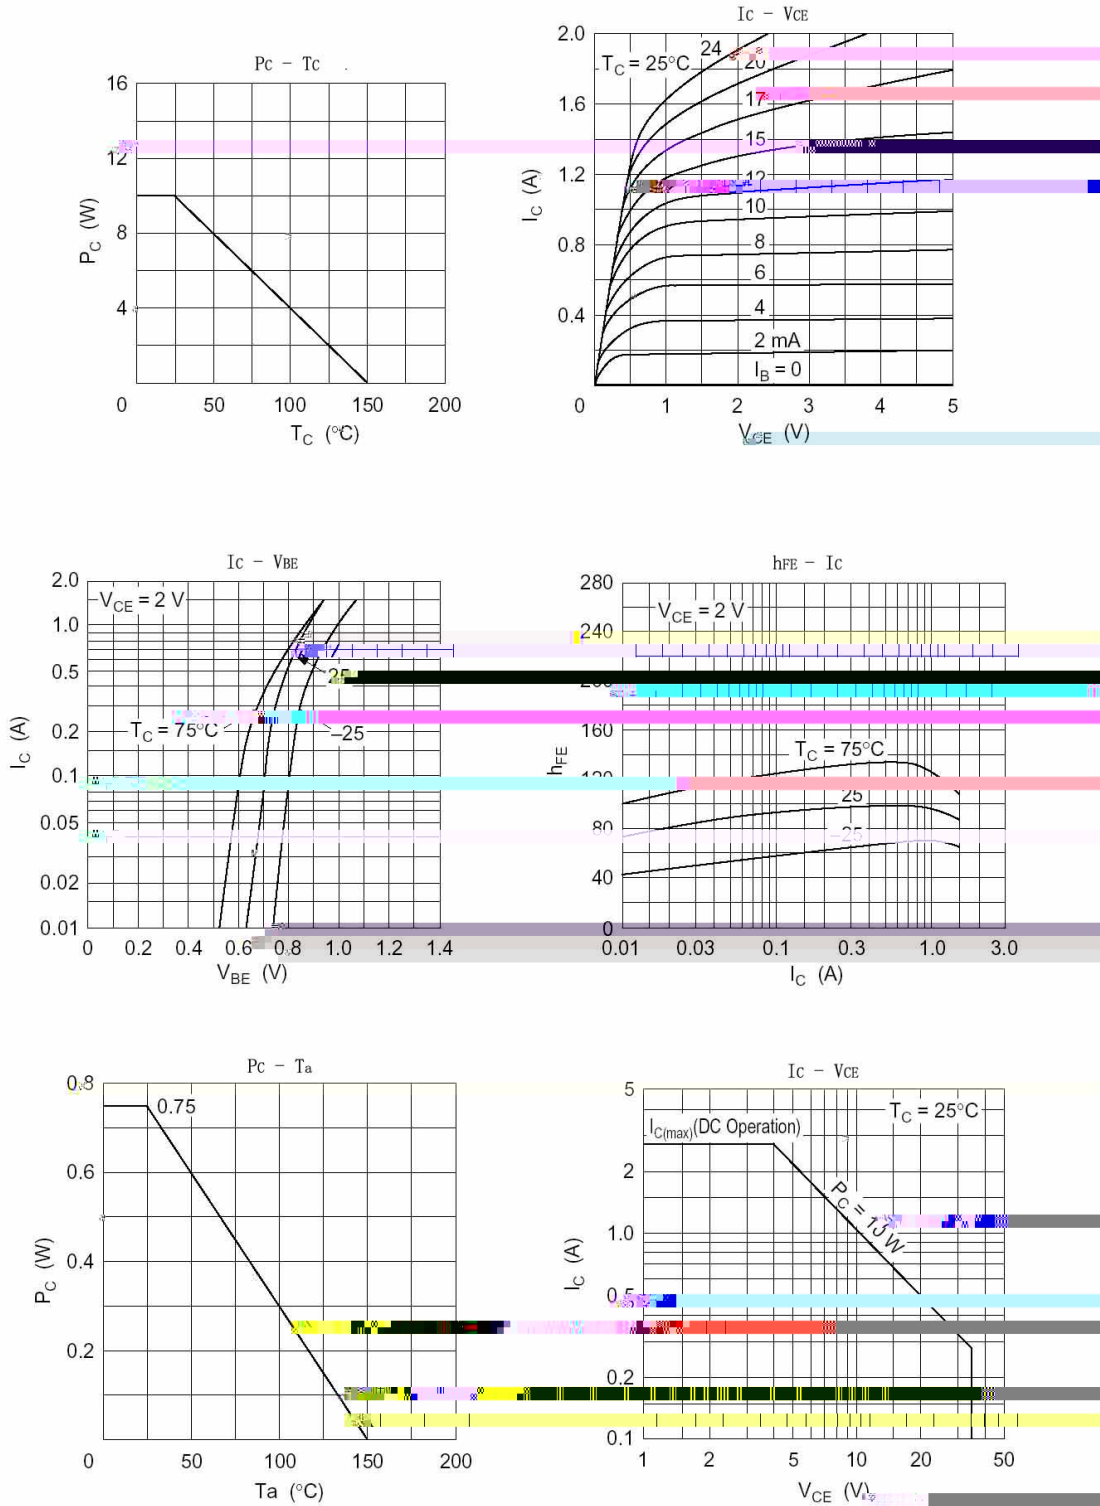 Pc - Tc
16
12
8
4
Pc (W)
0 50 100 150 200
Tc (°C)
Ic - VCE
2.0
1.6
1.2
0.8
0.4
IC (A)
TC = 25°C
24
20
17
15
12
10
8
6
4
2 mA
IB = 0
0 1 2 3 4 5
VCE (V)
Ic - VBE
2.0
1.0
0.5
0.2
0.1
0.05
0.02
0.01
IC (A)
VCE = 2 V
25
TC = 75°C
-25
0 0.2 0.4 0.6 0.8 1.0 1.2 1.4
VBE (V)
hFE - Ic
280
240
160
80
40
0
hFE
VCE = 2 V
TC = 75°C
25
-25
0.01 0.03 0.1 0.3 1.0 3.0
IC (A)
Pc - Ta
0.8
0.6
0.4
0.2
PC (W)
0.75
0 50 100 150 200
Ta (°C)
Ic - VCE
5
2
1.0
0.5
0.2
0.1
IC (A)
TC = 25°C
IC(max)(DC Operation)
PC = 10 W
1 2 5 10 20 50
VCE (V)